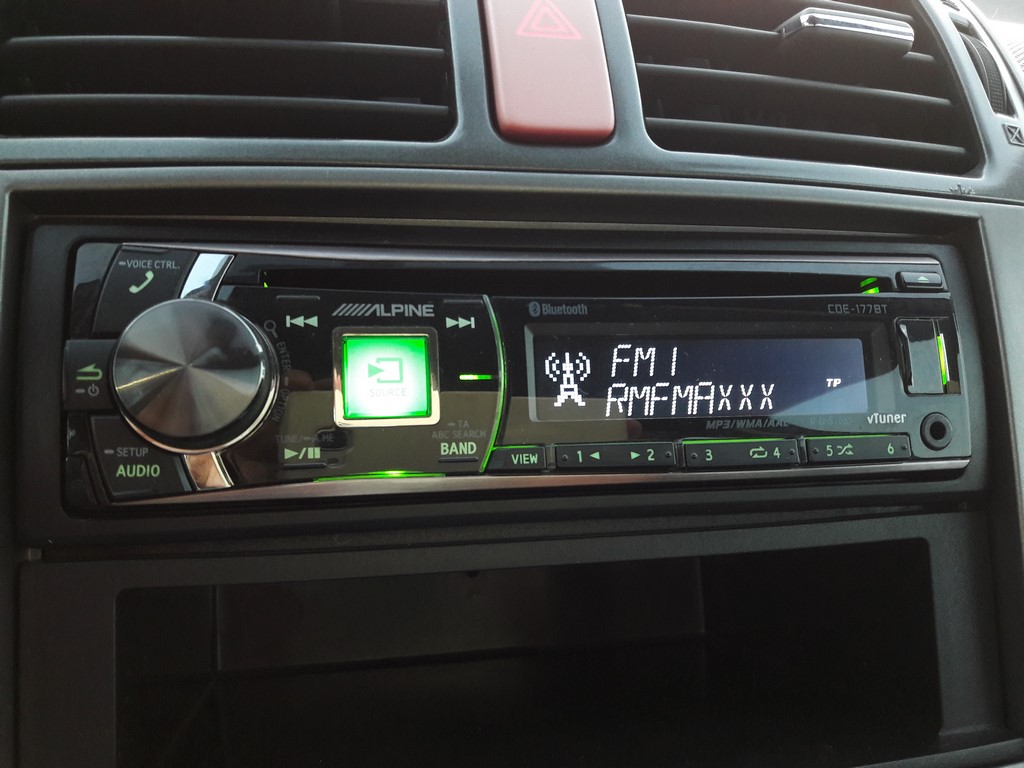 VOICE CTRL.
ALPINE
Bluetooth
CDE-177BT
ENTER
SOURCE
FM1
RMFMAXXX
TP
MP3/WMA/AAC
vTuner
TA
ABC SEARCH
BAND
VIEW
1
2
3
4
5
6
SETUP
AUDIO